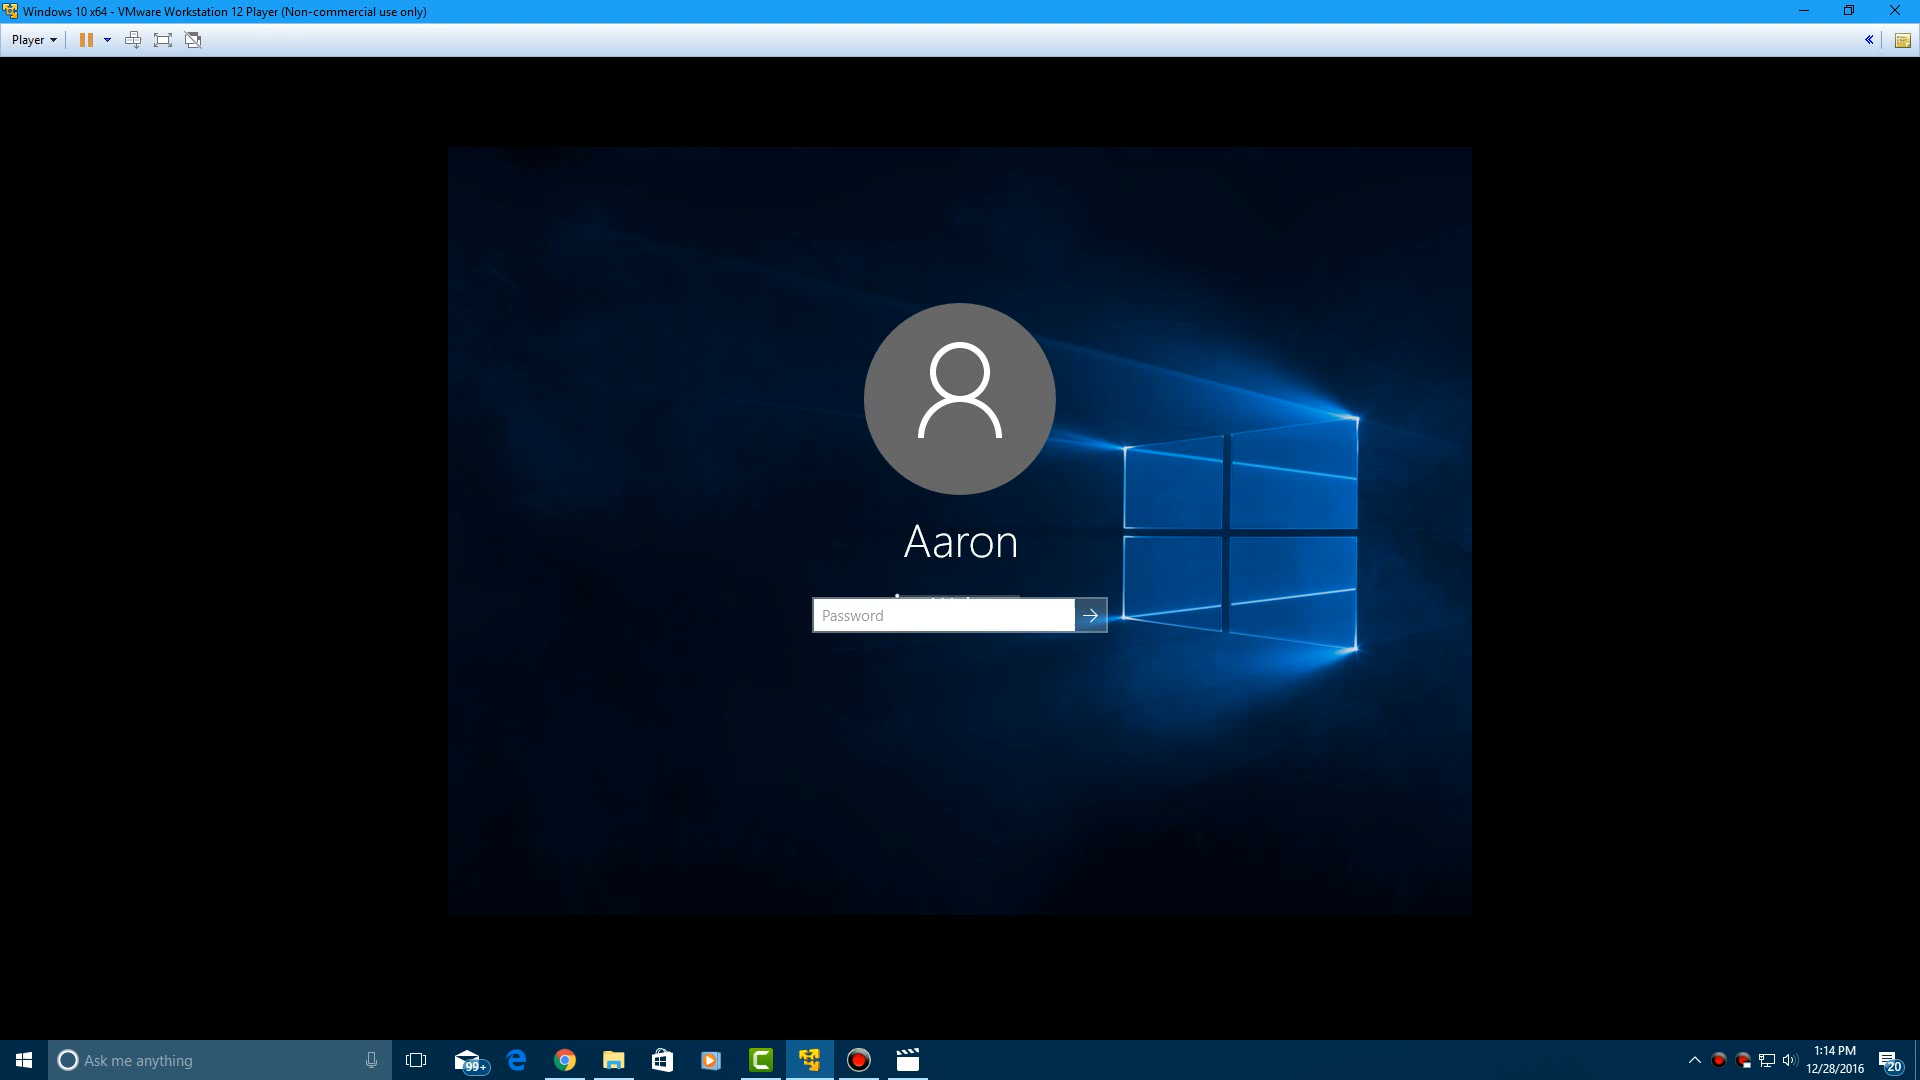 Windows 10 x64 - VMware Workstation 12 Player (Non-commercial use only)
Player
Aaron
Password
Ask me anything
99+
1:14 PM
12/28/2016
20